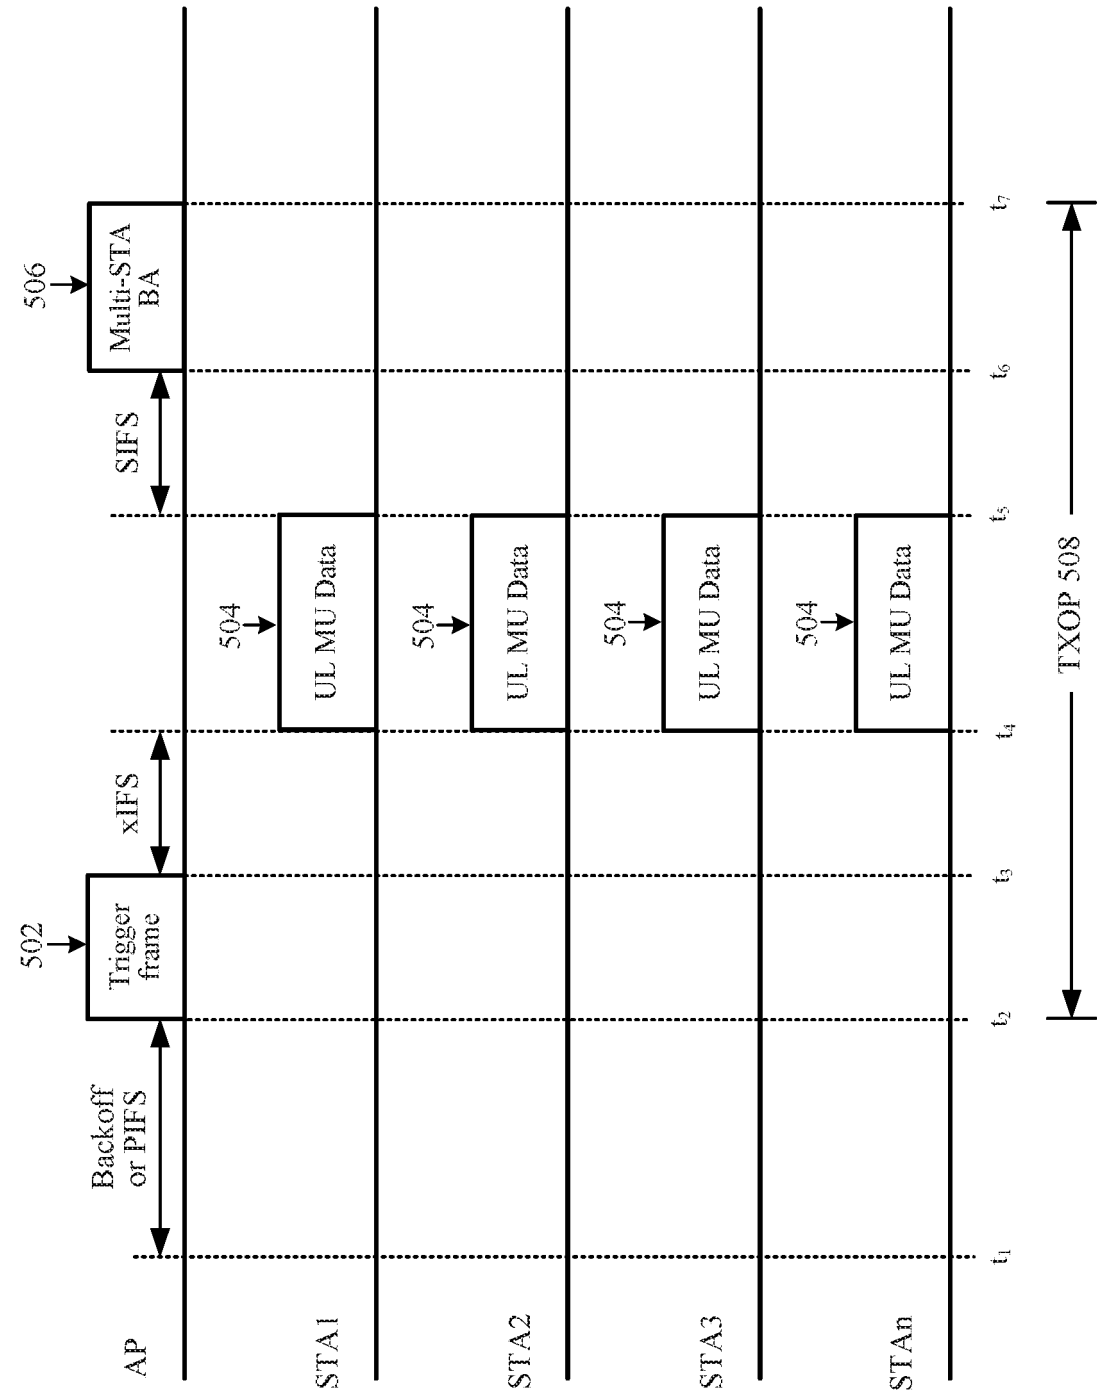 502
506
Backoff
or PIFS
Trigger
frame
xIFS
SIFS
Multi-STA
BA
AP
504
UL MU Data
STA1
504
UL MU Data
STA2
504
UL MU Data
STA3
504
UL MU Data
STAn
t1 t2 t3 t4 t5 t6 t7
TXOP 508